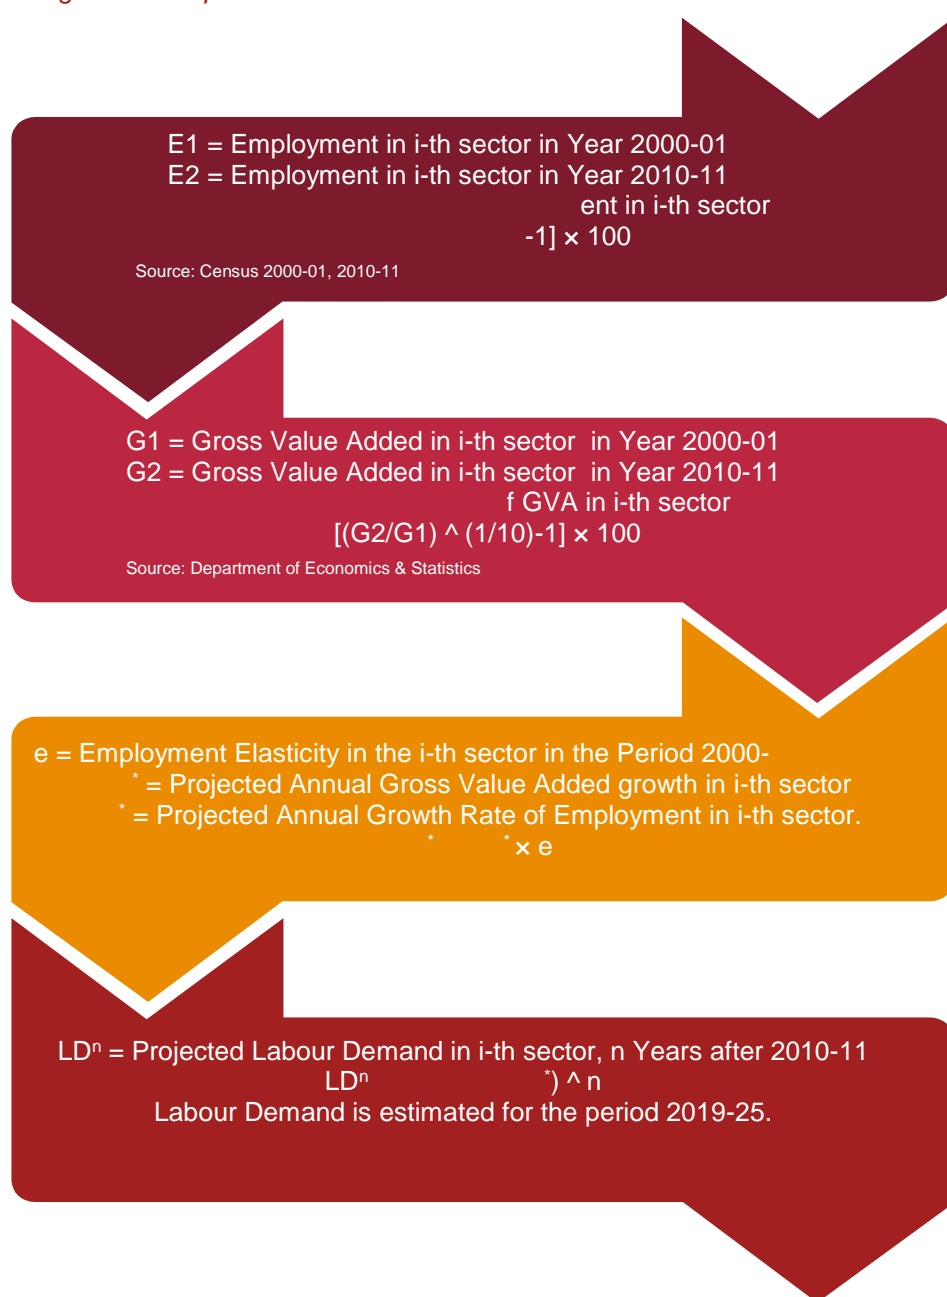 E1 = Employment in i-th sector in Year 2000-01
E2 = Employment in i-th sector in Year 2010-11
ent in i-th sector
-1] × 100
Source: Census 2000-01, 2010-11
G1 = Gross Value Added in i-th sector in Year 2000-01
G2 = Gross Value Added in i-th sector in Year 2010-11
f GVA in i-th sector
[(G2/G1) ^ (1/10)-1] × 100
Source: Department of Economics & Statistics
e = Employment Elasticity in the i-th sector in the Period 2000-
* = Projected Annual Gross Value Added growth in i-th sector
* = Projected Annual Growth Rate of Employment in i-th sector.
* * × e
LDⁿ = Projected Labour Demand in i-th sector, n Years after 2010-11
LDⁿ *) ^ n
Labour Demand is estimated for the period 2019-25.